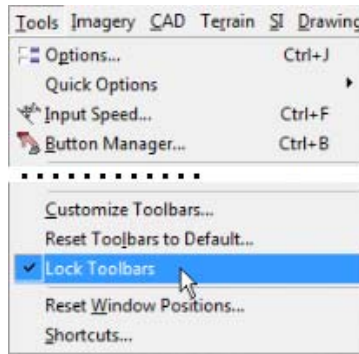 Tools Imagery CAD Terrain SI Drawing
Options... Ctrl+J
Quick Options
Input Speed... Ctrl+F
Button Manager... Ctrl+B
Customize Toolbars...
Reset Toolbars to Default...
Lock Toolbars
Reset Window Positions...
Shortcuts...